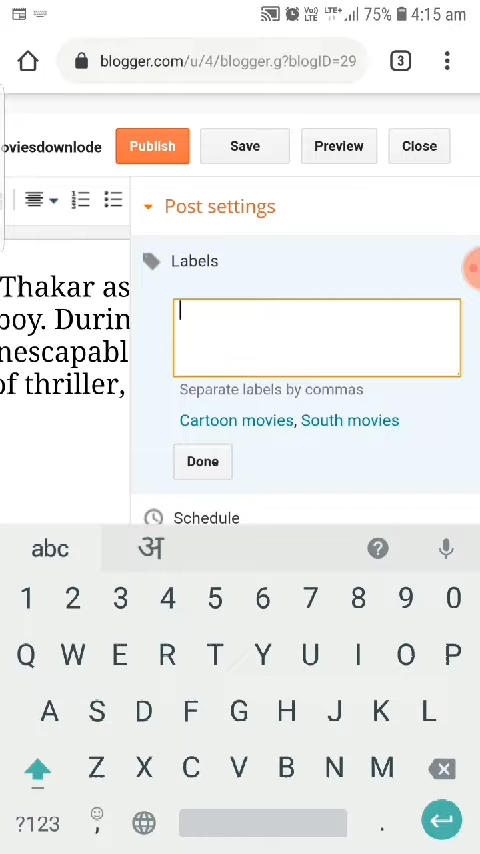 75% 4:15 am
blogger.com/u/4/blogger.g?blogID=29 3
oviesdownlode Publish Save Preview Close
Post settings
Thakar as
Labels
boy. Durin
nescapabl
of thriller,
Separate labels by commas
Cartoon movies, South movies
Done
Schedule
abc अ ?
1 2 3 4 5 6 7 8 9 0
Q W E R T Y U I O P
A S D F G H J K L
Z X C V B N M
?123 , .